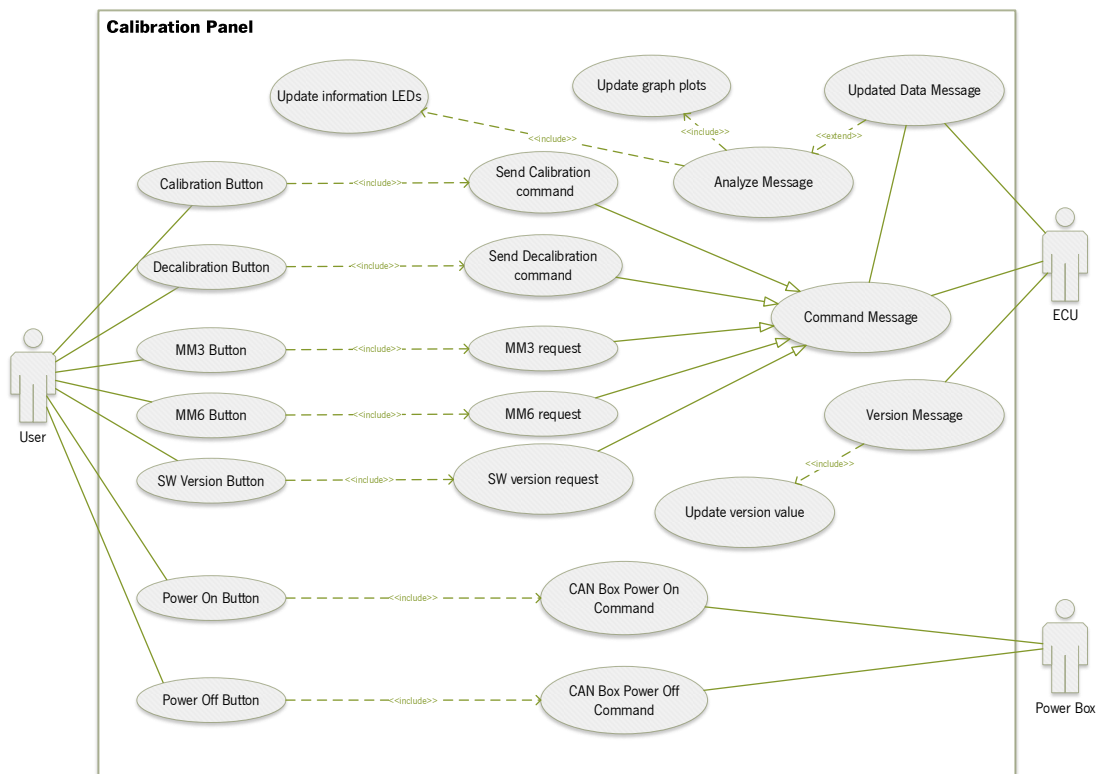 Calibration Panel
Update information LEDs
Update graph plots
Updated Data Message
<<include>>
<<include>>
<<extend>>
Calibration Button
<<include>>
Send Calibration
command
Analyze Message
Decalibration Button
<<include>>
Send Decalibration
command
Command Message
ECU
MM3 Button
<<include>>
MM3 request
User
MM6 Button
<<include>>
MM6 request
Version Message
<<include>>
SW Version Button
<<include>>
SW version request
Update version value
Power On Button
<<include>>
CAN Box Power On
Command
Power Off Button
<<include>>
CAN Box Power Off
Command
Power Box